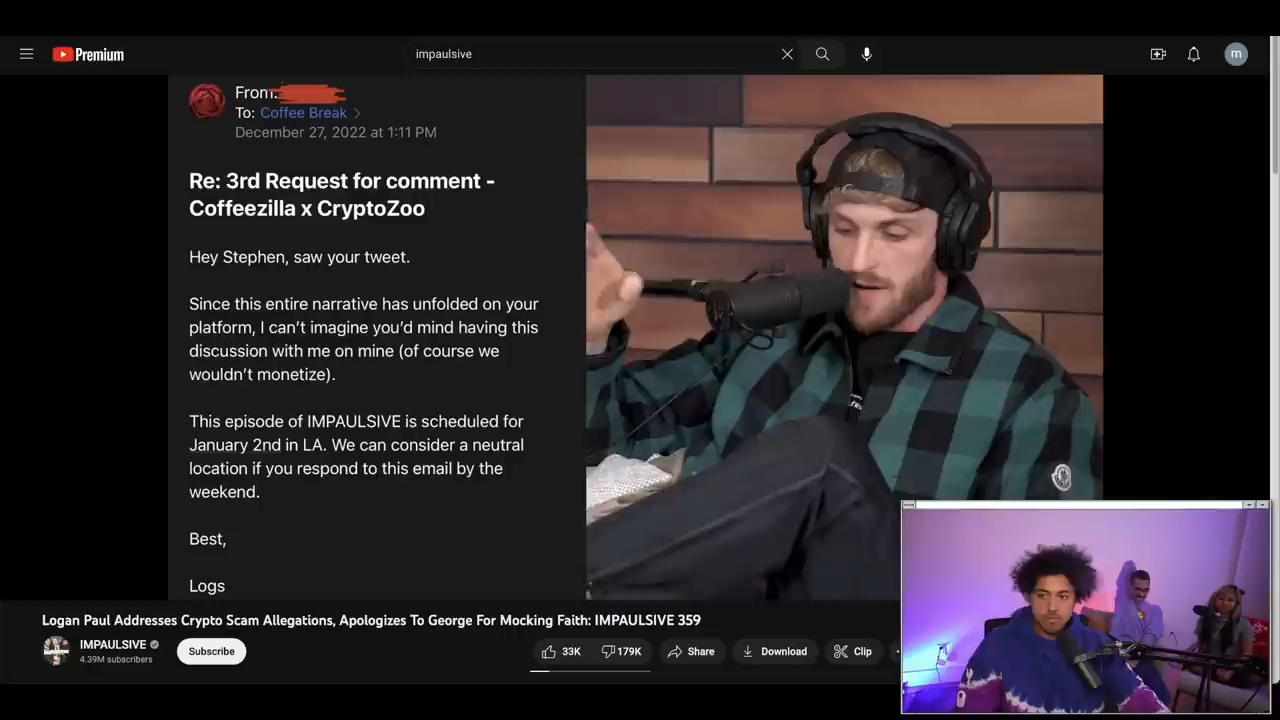 Premium
impaulsive
m
From:
To: Coffee Break >
December 27, 2022 at 1:11 PM
Re: 3rd Request for comment -
Coffeezilla x CryptoZoo
Hey Stephen, saw your tweet.
Since this entire narrative has unfolded on your
platform, I can't imagine you'd mind having this
discussion with me on mine (of course we
wouldn't monetize).
This episode of IMPAULSIVE is scheduled for
January 2nd in LA. We can consider a neutral
location if you respond to this email by the
weekend.
Best,
Logs
Logan Paul Addresses Crypto Scam Allegations, Apologizes To George For Mocking Faith: IMPAULSIVE 359
IMPAULSIVE
4.39M subscribers
Subscribe
33K
179K
Share
Download
Clip